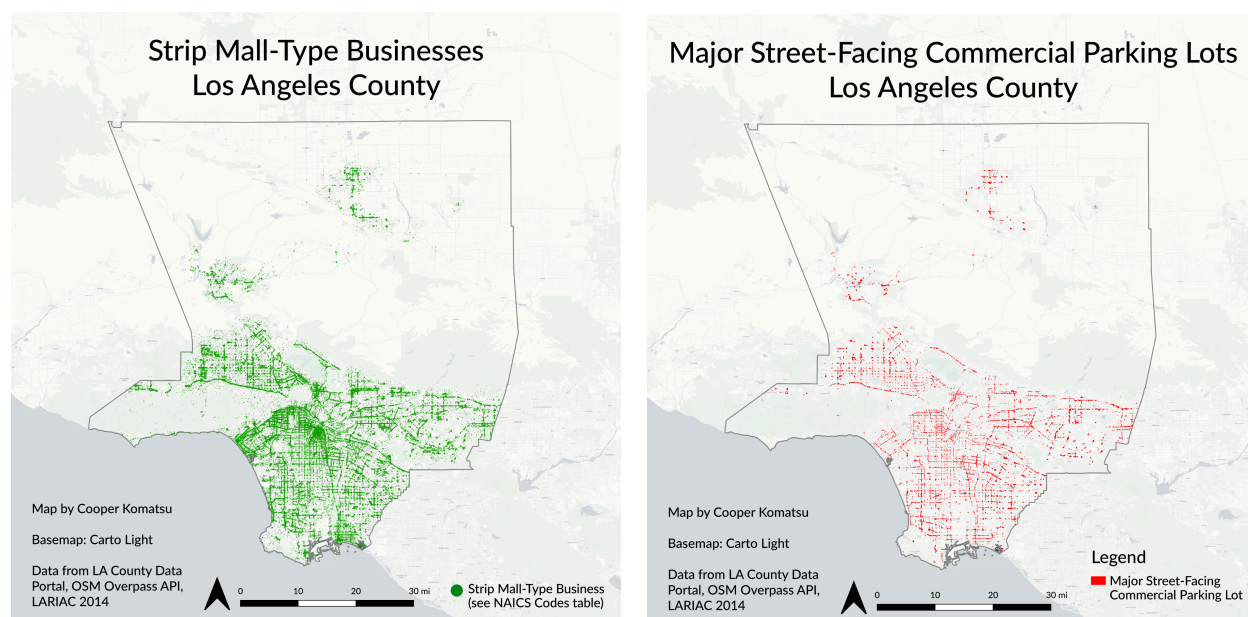 Strip Mall-Type Businesses
Los Angeles County
Map by Cooper Komatsu
Basemap: Carto Light
Data from LA County Data
Portal, OSM Overpass API,
LARIAC 2014
0 10 20 30 mi
Strip Mall-Type Business
(see NAICS Codes table)
Major Street-Facing Commercial Parking Lots
Los Angeles County
Map by Cooper Komatsu
Basemap: Carto Light
Data from LA County Data
Portal, OSM Overpass API,
LARIAC 2014
0 10 20 30 mi
Legend
Major Street-Facing
Commercial Parking Lot